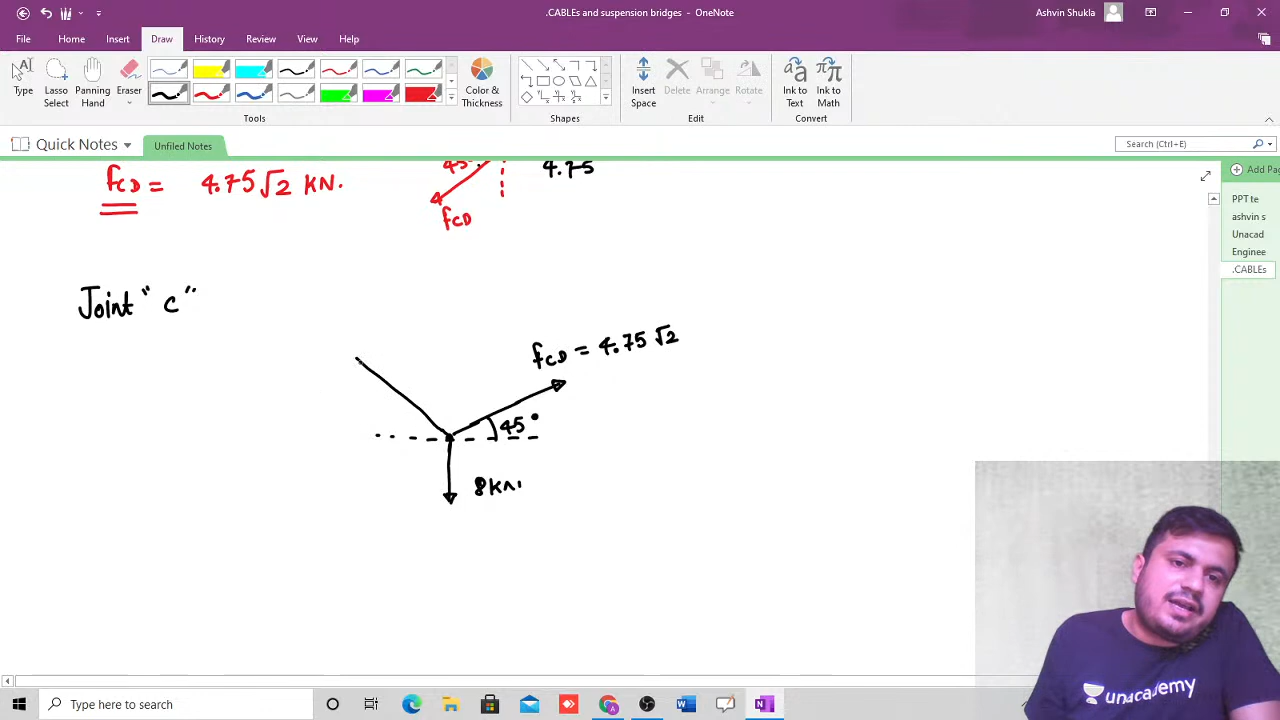 .CABLEs and suspension bridges - OneNote
Ashvin Shukla
File Home Insert Draw History Review View Help
Type
Lasso Select
Panning Hand
Eraser
Color & Thickness
Insert Space
Delete
Arrange
Rotate
Ink to Text
Ink to Math
Tools
Shapes
Edit
Convert
Quick Notes
Unfiled Notes
Search (Ctrl+E)
Add Pag
PPT te
ashvin s
Unacad
Enginee
.CABLEs
fCD = 4.75√2 KN.
45°
4.75
fCD
Joint "c"
fCD = 4.75√2
45°
8KN
unacademy
Type here to search